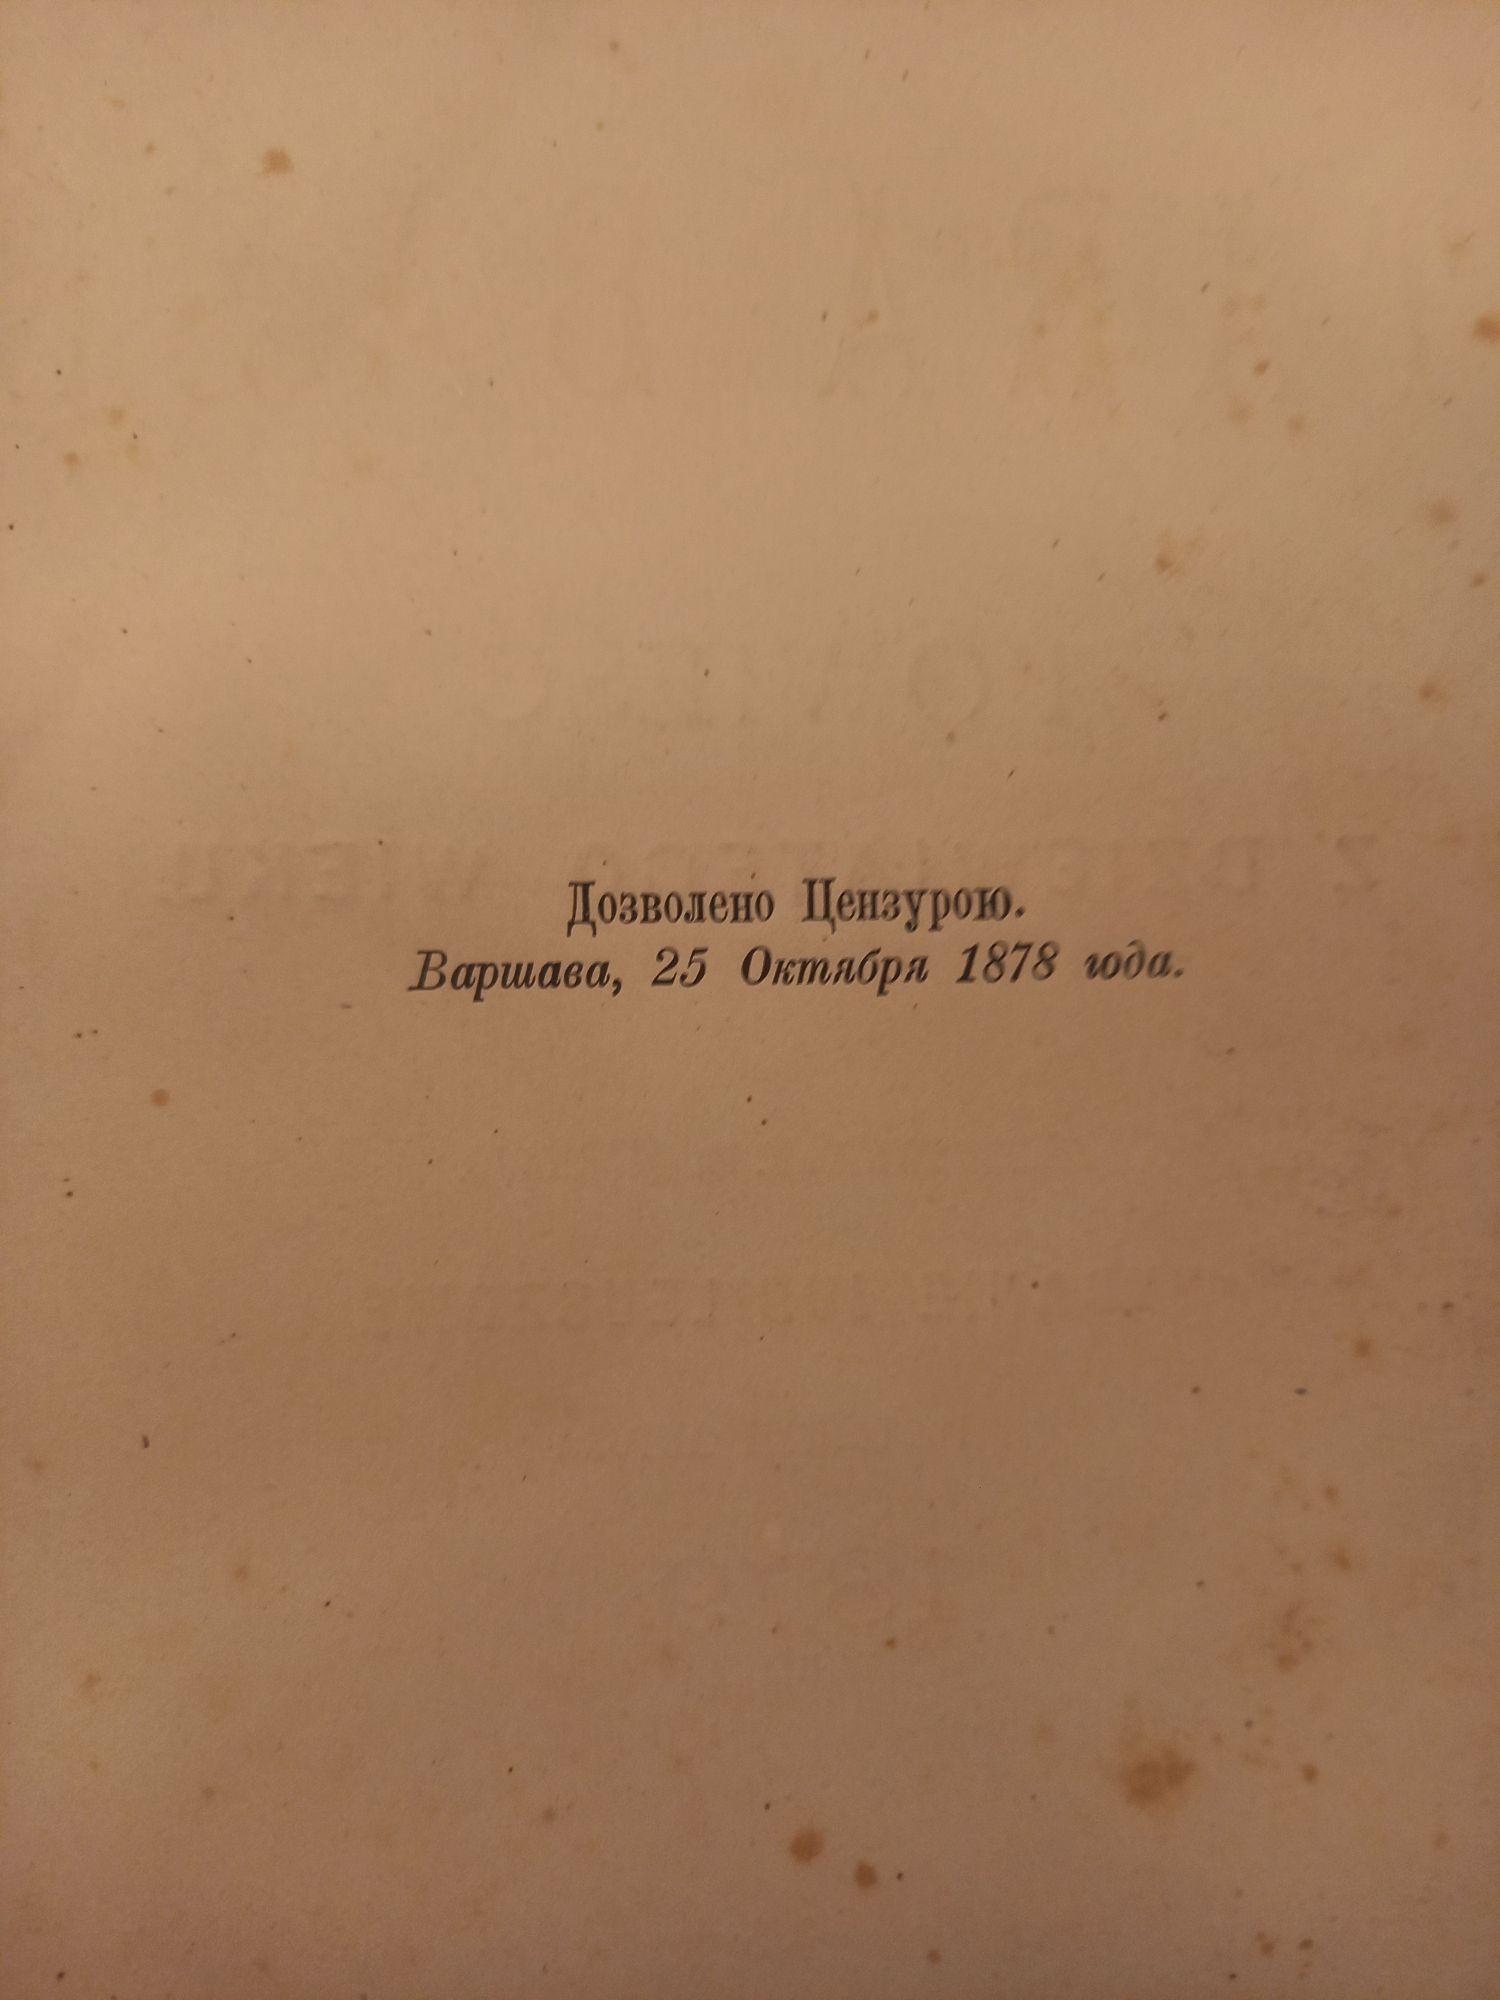 Дозволено Цензурою.
Варшава, 25 Октября 1878 года.